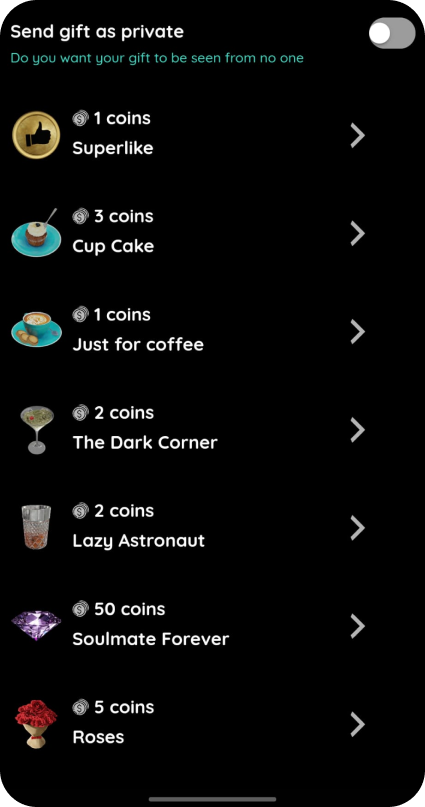 Send gift as private
Do you want your gift to be seen from no one
1 coins
Superlike
3 coins
Cup Cake
1 coins
Just for coffee
2 coins
The Dark Corner
2 coins
Lazy Astronaut
50 coins
Soulmate Forever
5 coins
Roses